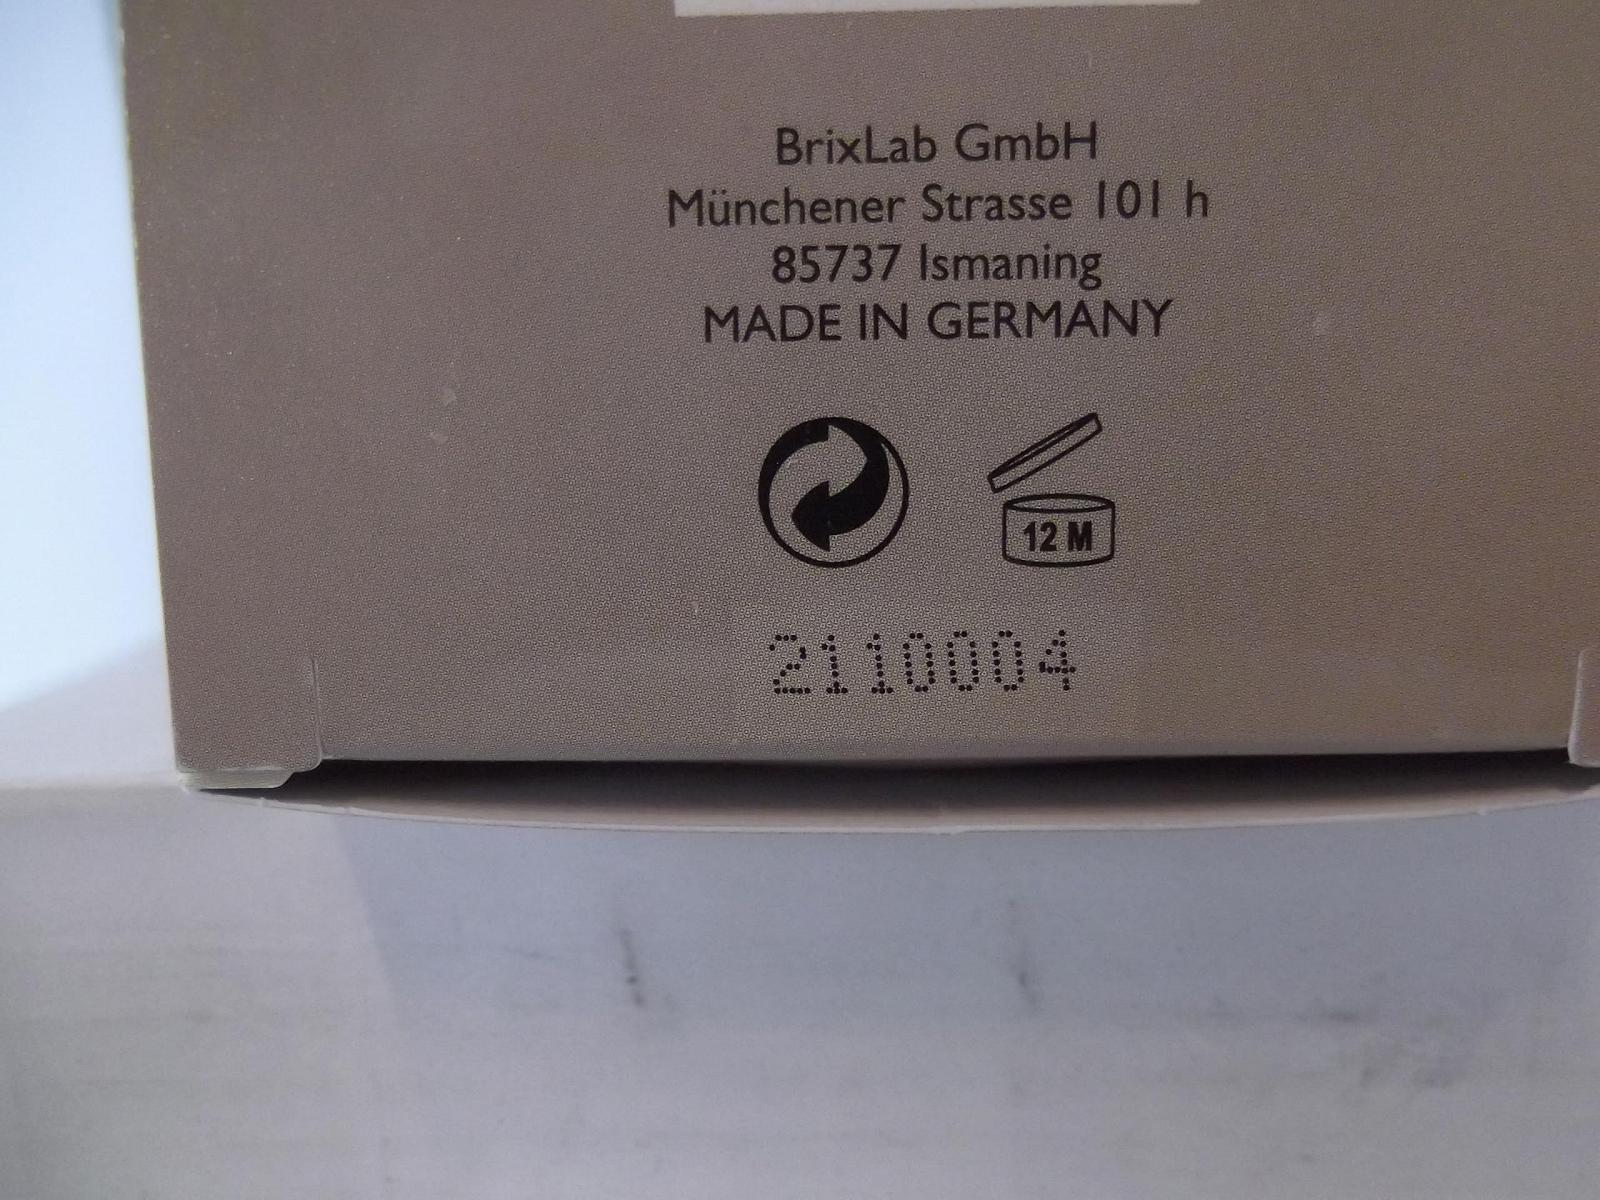 BrixLab GmbH
Münchener Strasse 101 h
85737 Ismaning
MADE IN GERMANY
12 M
2110004